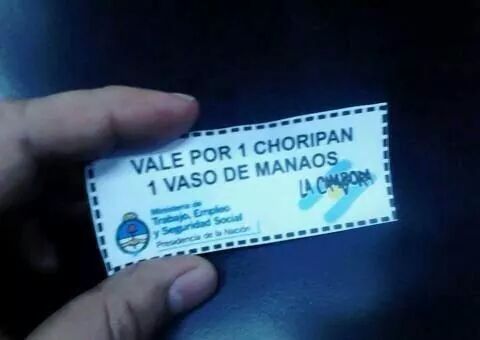 VALE POR 1 CHORIPAN
1 VASO DE MANAOS
LA CAMPORA
Ministerio de
Trabajo, Empleo
y Seguridad Social
Presidencia de la Nación